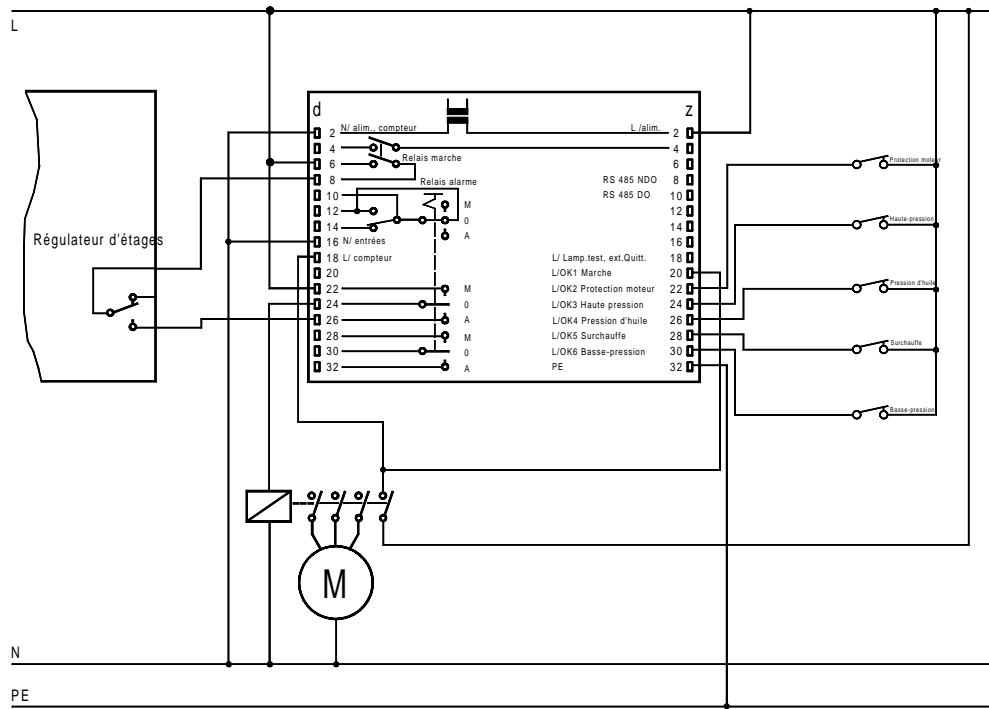 L
d z
2 N/ alim., compteur L /alim. 2
4 4
6 Relais marche 6
8 RS 485 NDO 8
Relais alarme
10 RS 485 DO 10
12 M 12
14 0 14
16 N/ entrées A 16
18 L/ compteur L/ Lamp.test, ext.Quitt. 18
20 L/OK1 Marche 20
22 M L/OK2 Protection moteur 22
24 0 L/OK3 Haute pression 24
26 A L/OK4 Pression d'huile 26
28 M L/OK5 Surchauffe 28
30 0 L/OK6 Basse-pression 30
32 A PE 32
Régulateur d'étages
Protection moteur
Haute-pression
Pression d'huile
Surchauffe
Basse-pression
M
N
PE